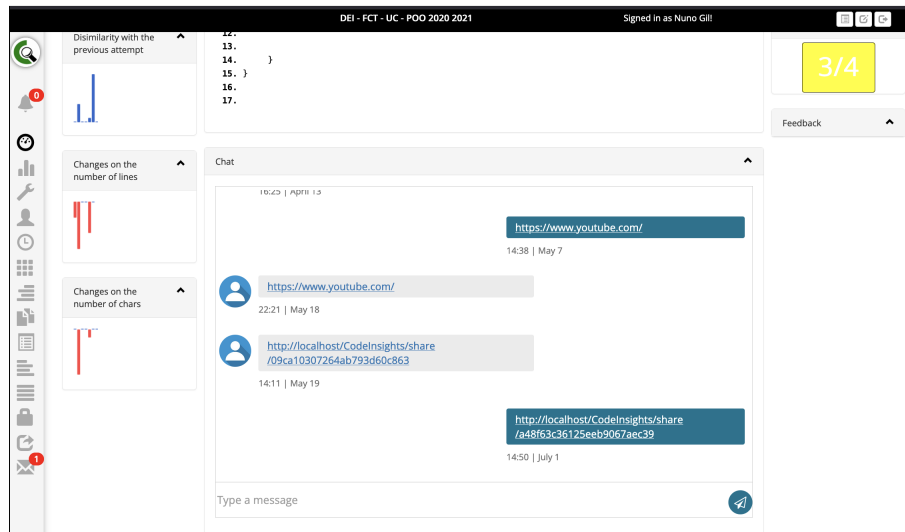 DEI - FCT - UC - POO 2020 2021
Signed in as Nuno Gil!
0
1
Disimilarity with the
previous attempt
Changes on the
number of lines
Changes on the
number of chars
12.
13.
14. }
15. }
16.
17.
Chat
16:25 | April 13
https://www.youtube.com/
14:38 | May 7
https://www.youtube.com/
22:21 | May 18
http://localhost/CodeInsights/share
/09ca10307264ab793d60c863
14:11 | May 19
http://localhost/CodeInsights/share
/a48f63c36125eeb9067aec39
14:50 | July 1
Type a message
3/4
Feedback